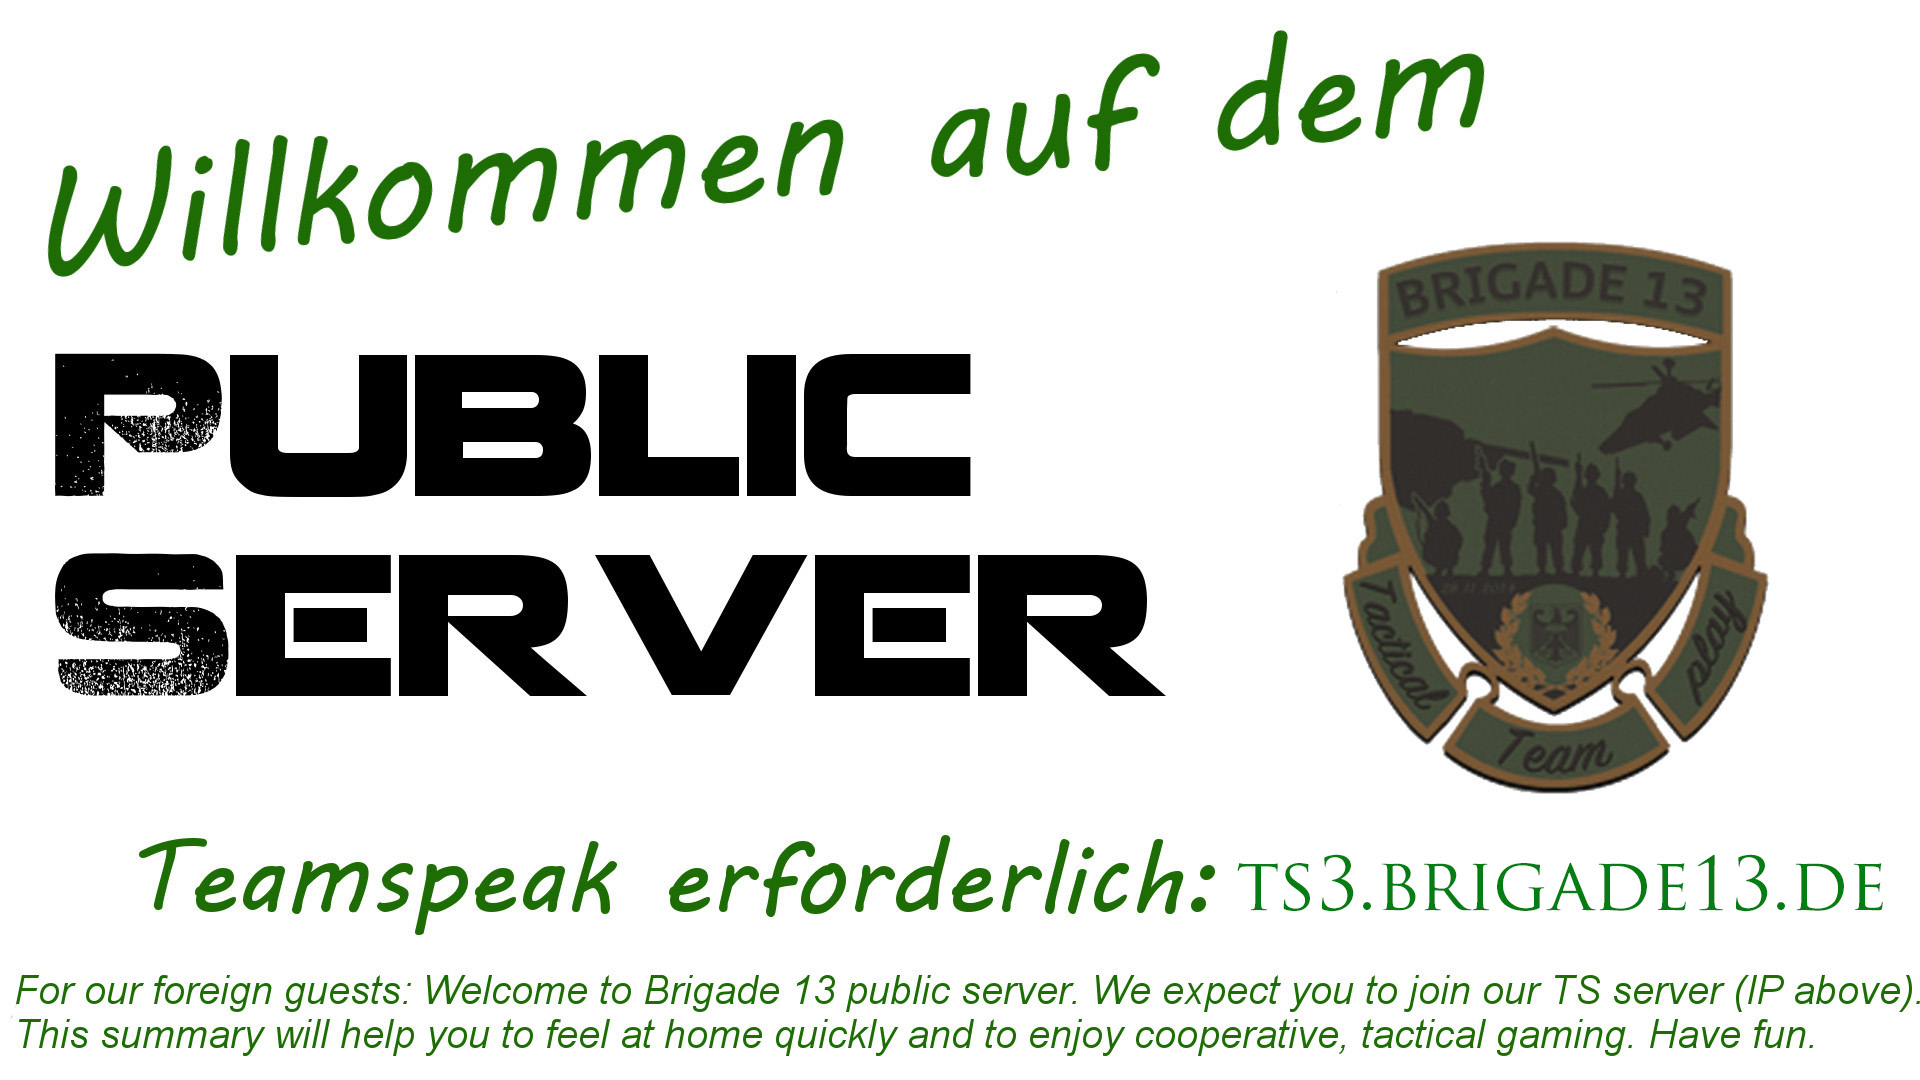 Willkommen auf dem
PUBLIC
SERVER
BRIGADE 13
Tactical
Team
play
Teamspeak erforderlich: TS3.BRIGADE13.DE
For our foreign guests: Welcome to Brigade 13 public server. We expect you to join our TS server (IP above).
This summary will help you to feel at home quickly and to enjoy cooperative, tactical gaming. Have fun.